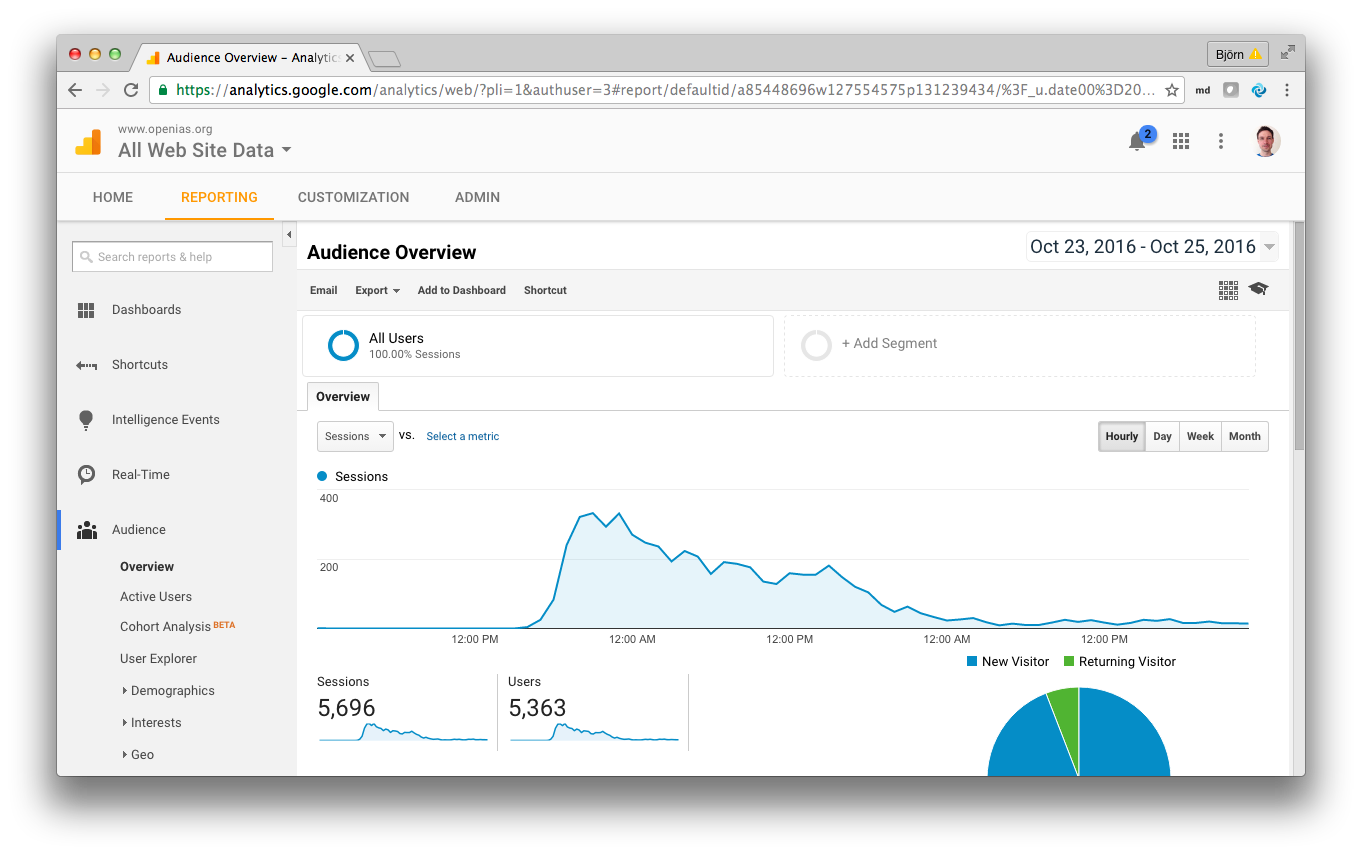 Audience Overview – Analytic
Björn
https://analytics.google.com/analytics/web/?pli=1&authuser=3#report/defaultid/a85448696w127554575p131239434/%3F_u.date00%3D20...
md
www.openias.org
All Web Site Data
2
HOME
REPORTING
CUSTOMIZATION
ADMIN
Search reports & help
Dashboards
Shortcuts
Intelligence Events
Real-Time
Audience
Overview
Active Users
Cohort Analysis BETA
User Explorer
Demographics
Interests
Geo
Audience Overview
Oct 23, 2016 - Oct 25, 2016
Email
Export
Add to Dashboard
Shortcut
All Users
100.00% Sessions
+ Add Segment
Overview
Sessions
VS.
Select a metric
Hourly
Day
Week
Month
Sessions
400
200
12:00 PM
12:00 AM
12:00 PM
12:00 AM
12:00 PM
New Visitor
Returning Visitor
Sessions
5,696
Users
5,363